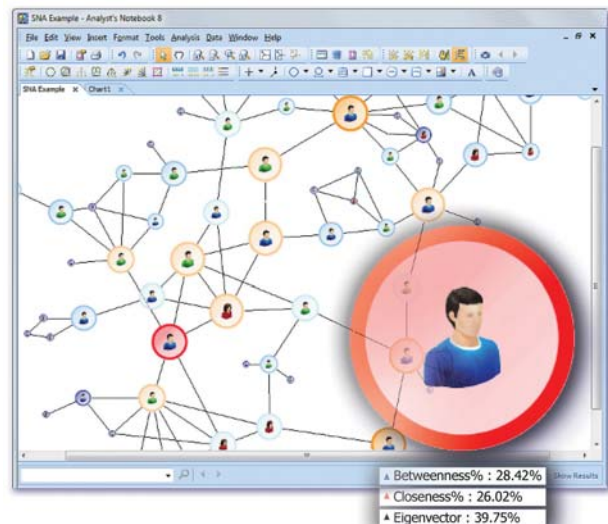 SNA Example - Analyst's Notebook 8
File Edit View Insert Format Tools Analysis Data Window Help
SNA Example × Chart1 ×
Show Results
Betweenness% : 28.42%
Closeness% : 26.02%
Eigenvector : 39.75%